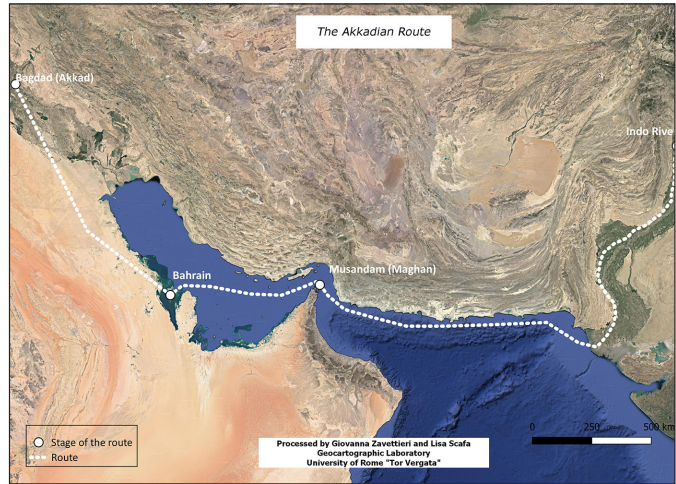 The Akkadian Route
Bagdad (Akkad)
Indo Rive
Bahrain
Musandam (Maghan)
Stage of the route
Route
Processed by Giovanna Zavettieri and Lisa Scafa
Geocartographic Laboratory
University of Rome "Tor Vergata"
0 250 500 km